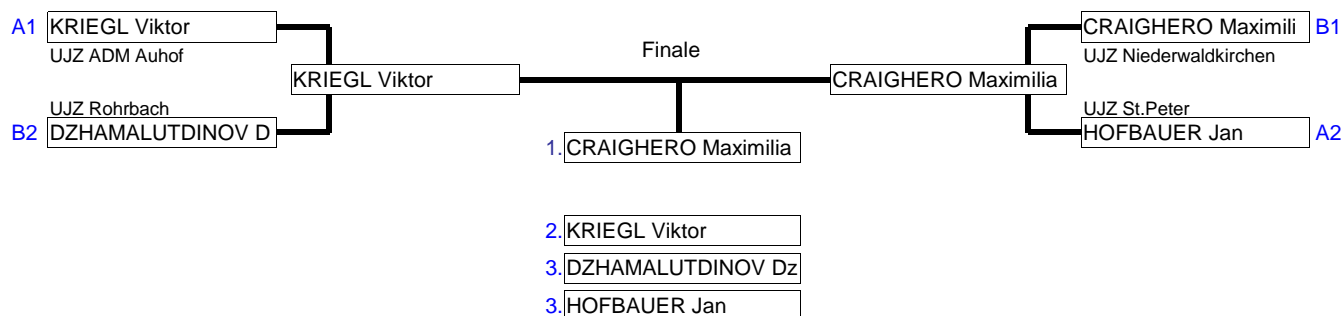 A1 KRIEGL Viktor
UJZ ADM Auhof
KRIEGL Viktor
UJZ Rohrbach
B2 DZHAMALUTDINOV D
Finale
CRAIGHERO Maximili B1
UJZ Niederwaldkirchen
CRAIGHERO Maximilia
UJZ St.Peter
HOFBAUER Jan A2
1. CRAIGHERO Maximilia
2. KRIEGL Viktor
3. DZHAMALUTDINOV Dz
3. HOFBAUER Jan